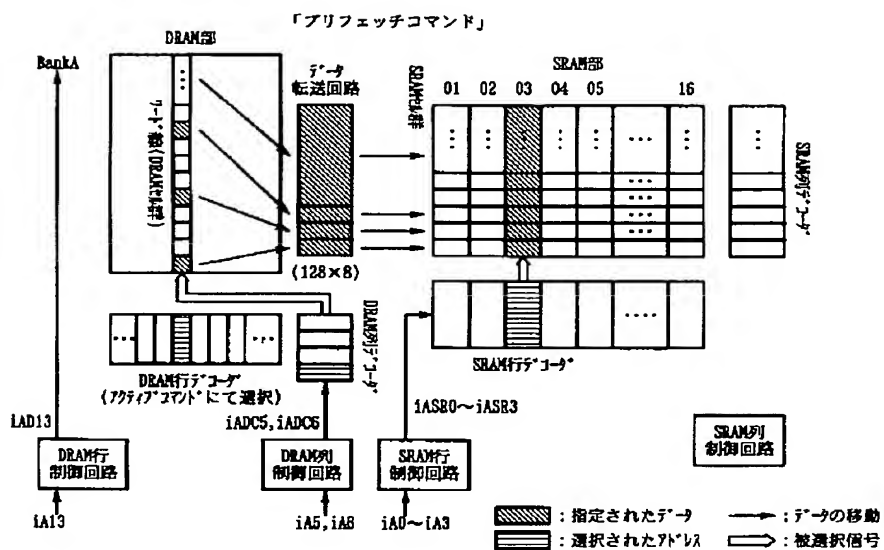 「プリフェッチコマンド」
DRAM部
BankA
データ
転送回路
SRAMセル群
SRAM部
01 02 03 04 05 16
ワード線(DRAMセル群)
SRAM列デコーダ
(128×8)
DRAM列デコーダ
DRAM行デコーダ
(アクティブコマンドにて選択)
SRAM行デコーダ
iADC5,iADC6
iASR0〜iASR3
iAD13
DRAM行
制御回路
DRAM列
制御回路
SRAM行
制御回路
SRAM列
制御回路
iA13
iA5,iA6
iA0〜iA3
:指定されたデータ
:データの移動
:選択されたアドレス
:被選択信号